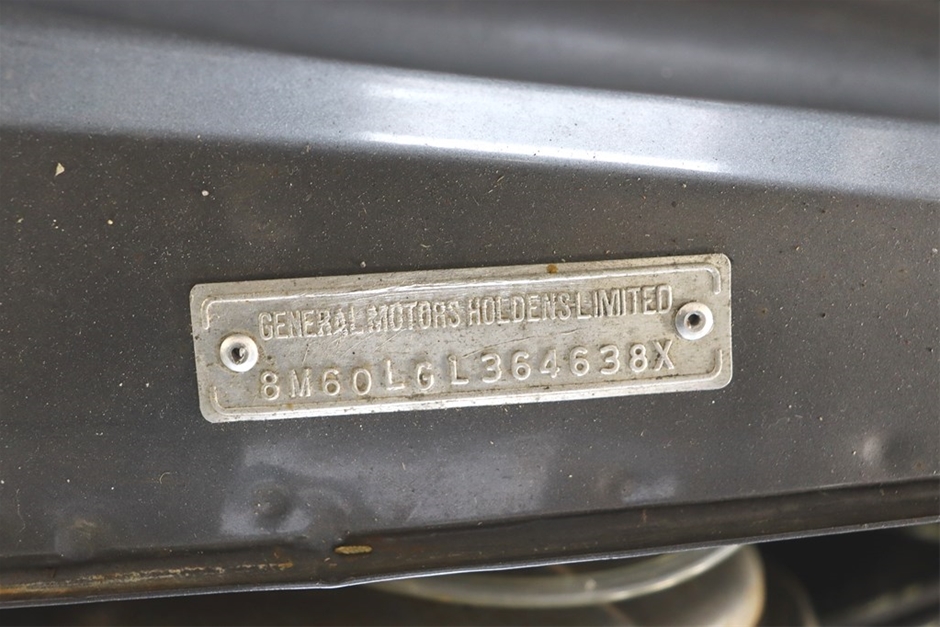 GENERAL MOTORS HOLDENS LIMITED
8M60LGL364638X